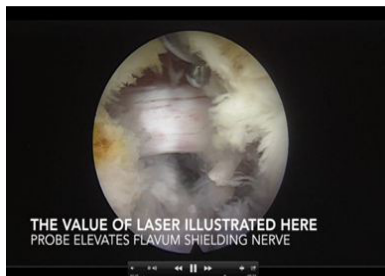 THE VALUE OF LASER ILLUSTRATED HERE
PROBE ELEVATES FLAVUM SHIELDING NERVE